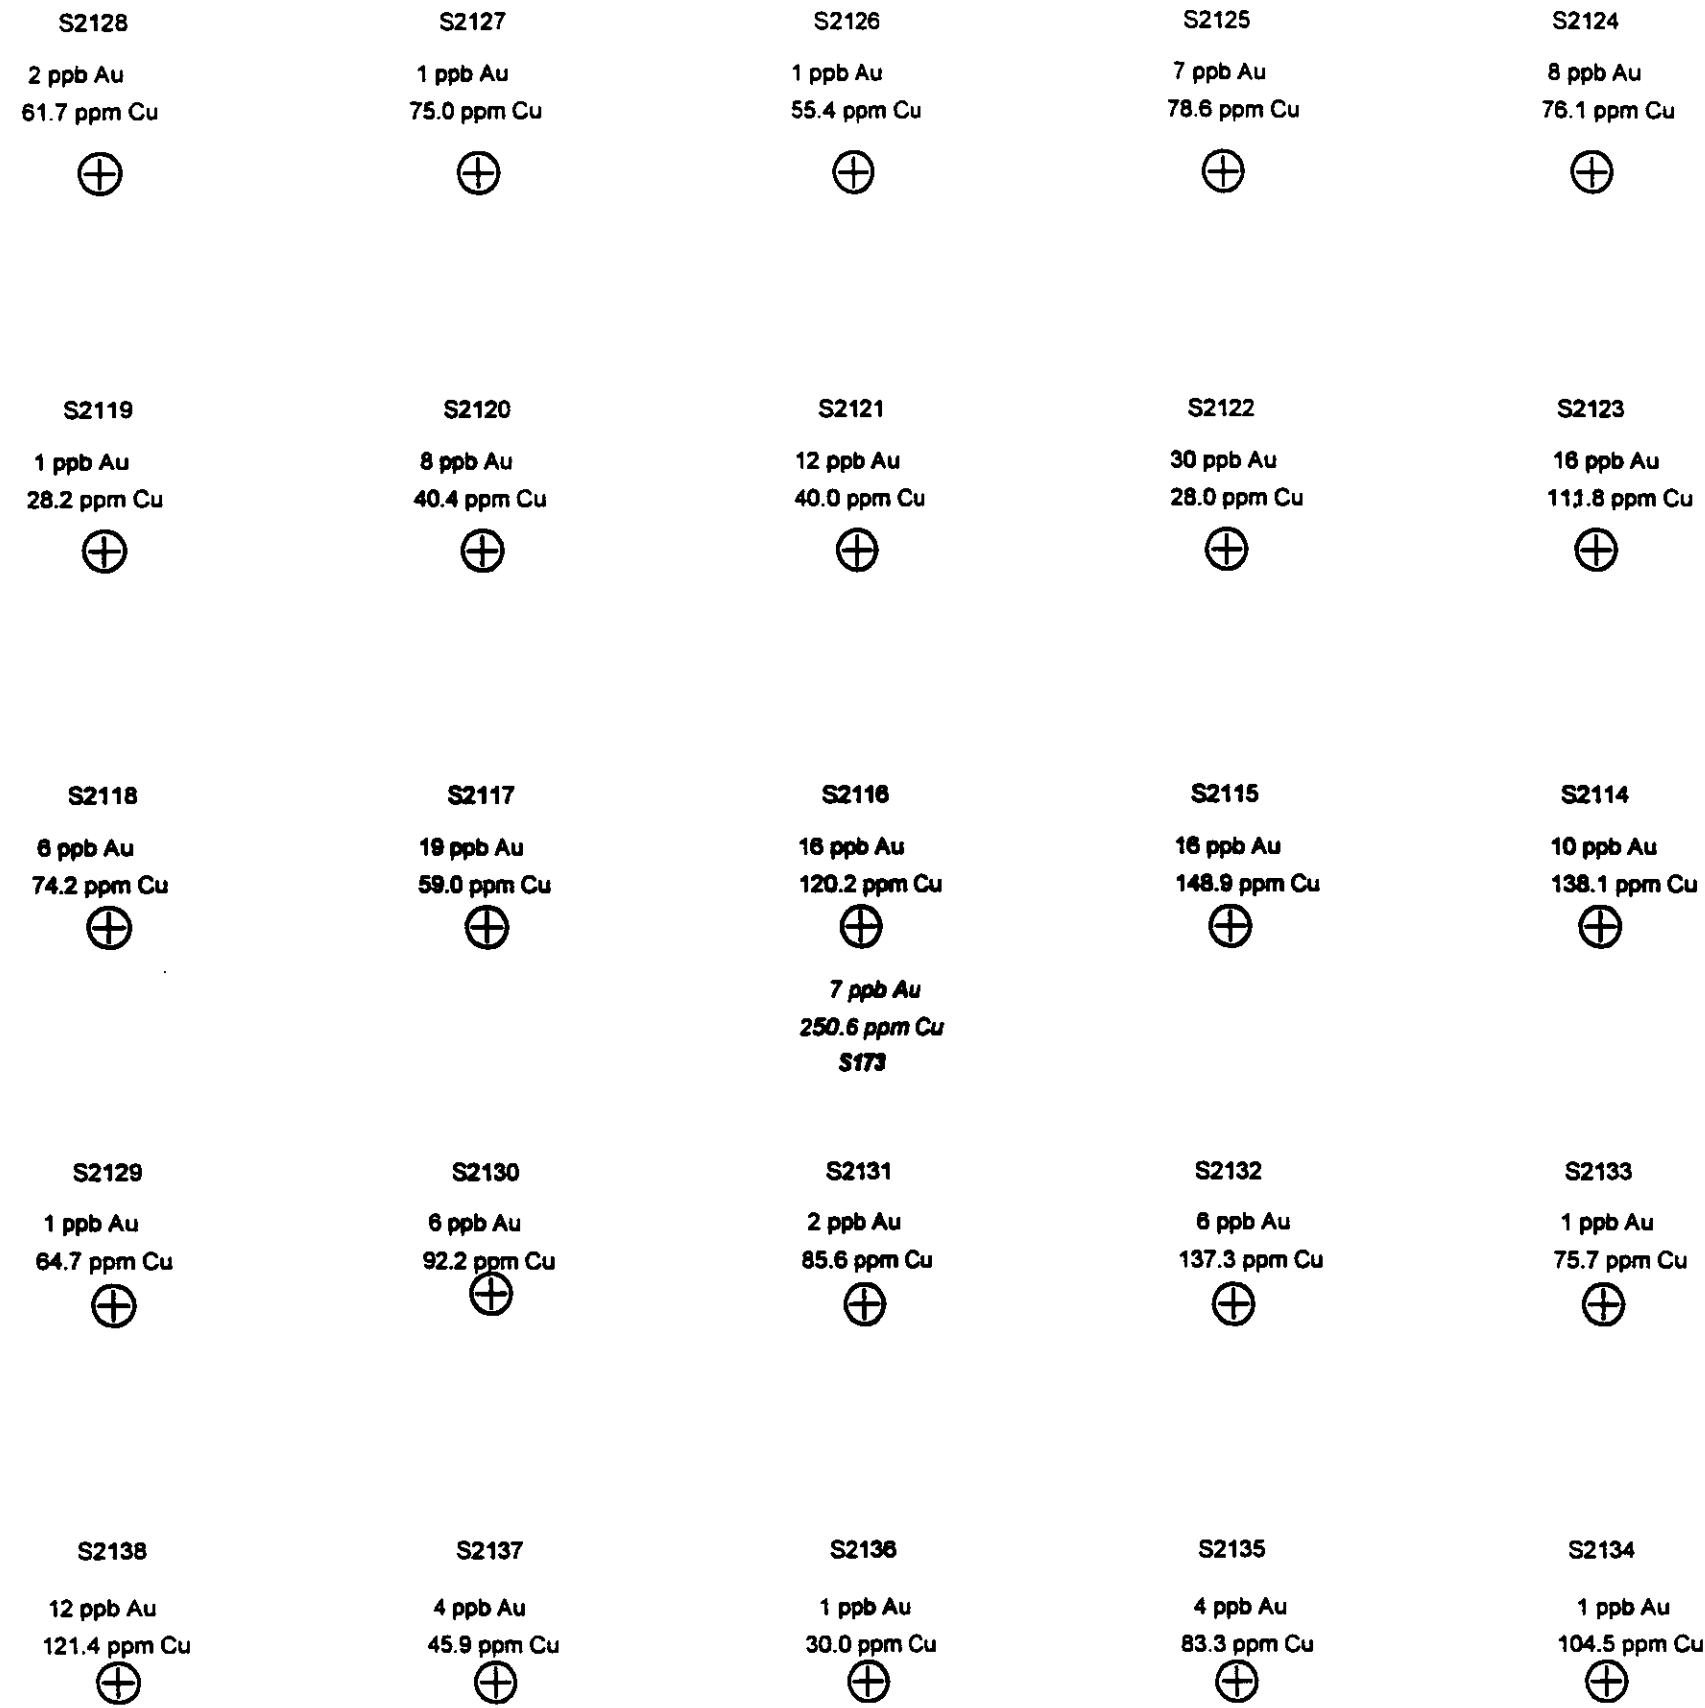 S2128
2 ppb Au
61.7 ppm Cu
S2127
1 ppb Au
75.0 ppm Cu
S2126
1 ppb Au
55.4 ppm Cu
S2125
7 ppb Au
78.6 ppm Cu
S2124
8 ppb Au
76.1 ppm Cu
S2119
1 ppb Au
28.2 ppm Cu
S2120
8 ppb Au
40.4 ppm Cu
S2121
12 ppb Au
40.0 ppm Cu
S2122
30 ppb Au
28.0 ppm Cu
S2123
16 ppb Au
111.8 ppm Cu
S2118
6 ppb Au
74.2 ppm Cu
S2117
19 ppb Au
59.0 ppm Cu
S2116
16 ppb Au
120.2 ppm Cu
S2115
16 ppb Au
148.9 ppm Cu
S2114
10 ppb Au
138.1 ppm Cu
7 ppb Au
250.6 ppm Cu
S173
S2129
1 ppb Au
64.7 ppm Cu
S2130
6 ppb Au
92.2 ppm Cu
S2131
2 ppb Au
85.6 ppm Cu
S2132
6 ppb Au
137.3 ppm Cu
S2133
1 ppb Au
75.7 ppm Cu
S2138
12 ppb Au
121.4 ppm Cu
S2137
4 ppb Au
45.9 ppm Cu
S2136
1 ppb Au
30.0 ppm Cu
S2135
4 ppb Au
83.3 ppm Cu
S2134
1 ppb Au
104.5 ppm Cu